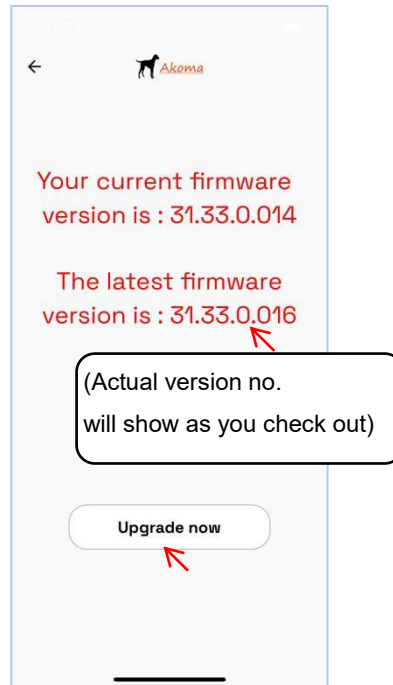 Akoma
Your current firmware
version is : 31.33.0.014
The latest firmware
version is : 31.33.0.016
(Actual version no.
will show as you check out)
Upgrade now